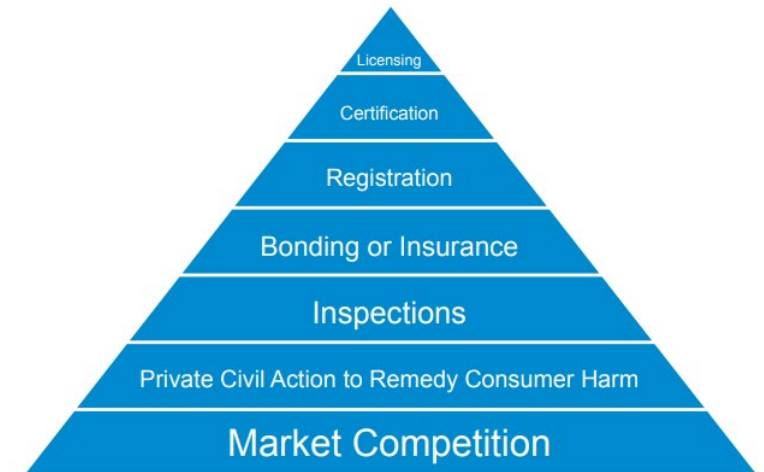 Licensing
Certification
Registration
Bonding or Insurance
Inspections
Private Civil Action to Remedy Consumer Harm
Market Competition